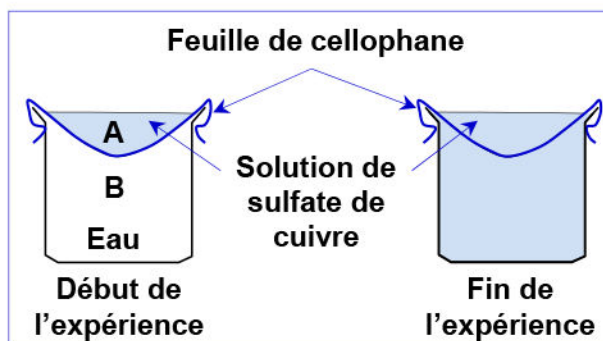 Feuille de cellophane
A
B
Eau
Solution de
sulfate de
cuivre
Début de
l’expérience
Fin de
l’expérience